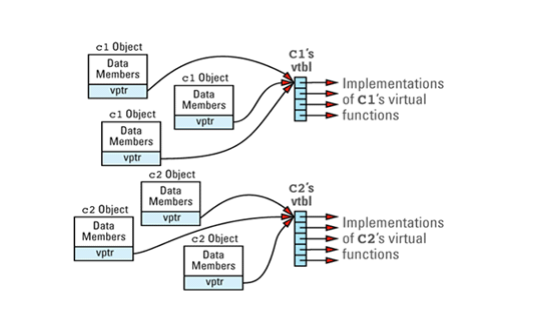 c1 Object
Data
Members
vptr
c1 Object
Data
Members
vptr
c1 Object
Data
Members
vptr
C1's
vtbl
Implementations
of C1's virtual
functions
c2 Object
Data
Members
vptr
c2 Object
Data
Members
vptr
c2 Object
Data
Members
vptr
C2's
vtbl
Implementations
of C2's virtual
functions